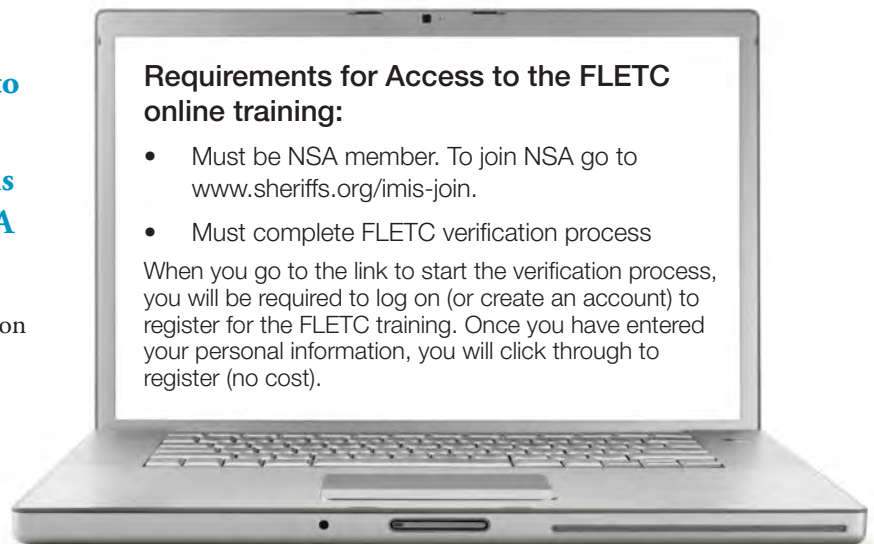 to
A
on
Requirements for Access to the FLETC
online training:
• Must be NSA member. To join NSA go to
www.sheriffs.org/imis-join.
• Must complete FLETC verification process
When you go to the link to start the verification process,
you will be required to log on (or create an account) to
register for the FLETC training. Once you have entered
your personal information, you will click through to
register (no cost).